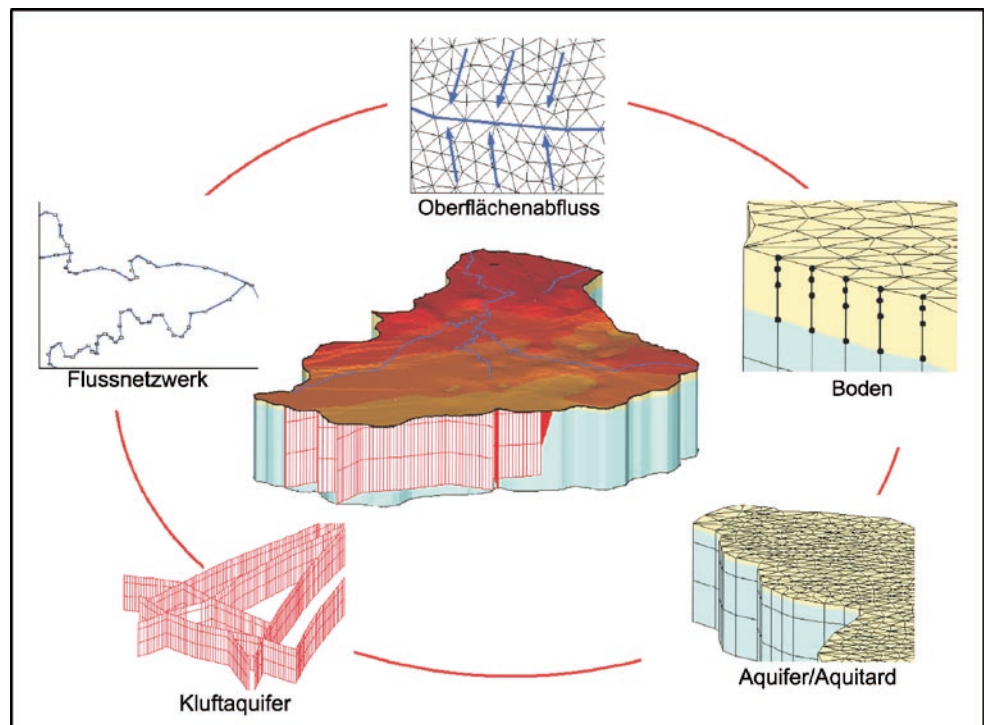 Oberflächenabfluss
Flussnetzwerk
Boden
Kluftaquifer
Aquifer/Aquitard